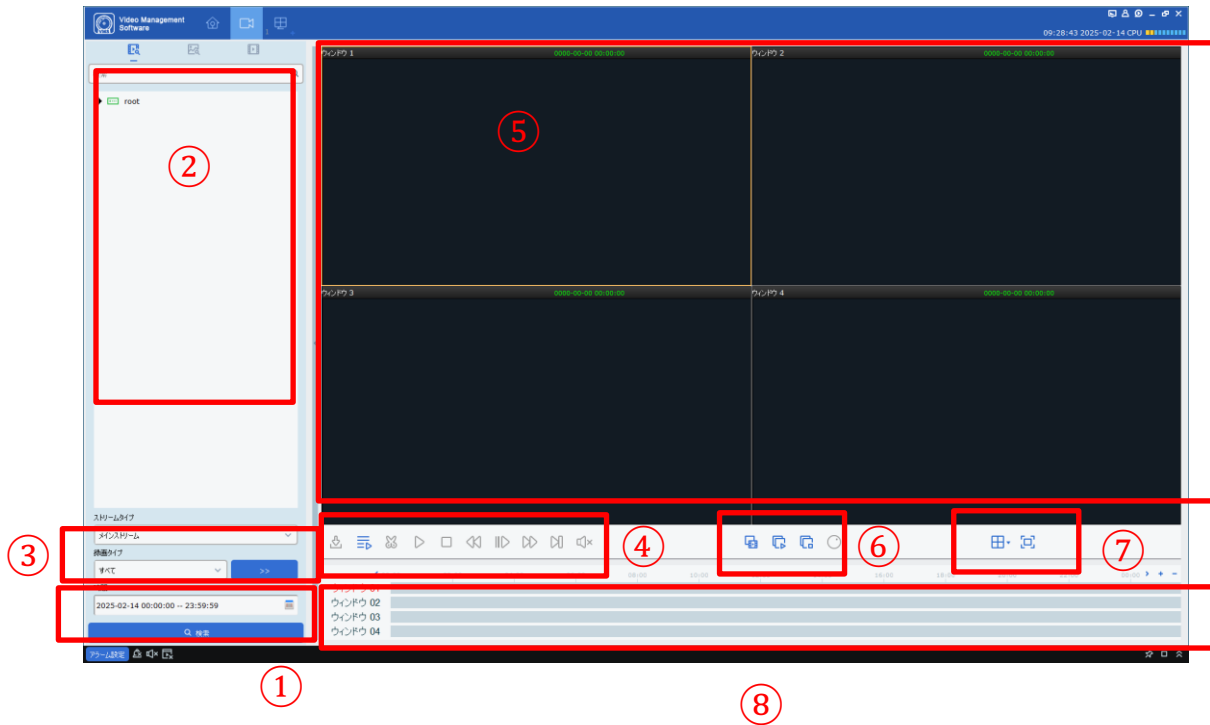 Video Management
Software
09:28:43 2025-02-14 CPU
root
②
ウィンドウ 1
0000-00-00 00:00:00
ウィンドウ 2
0000-00-00 00:00:00
⑤
ウィンドウ 3
0000-00-00 00:00:00
ウィンドウ 4
0000-00-00 00:00:00
ストリームタイプ
メインストリーム
③
録画タイプ
すべて
>>
④
⑥
⑦
2025-02-14 00:00:00 -- 23:59:59
検索
08:00
10:00
16:00
ウィンドウ 02
ウィンドウ 03
ウィンドウ 04
アラーム設定
①
⑧